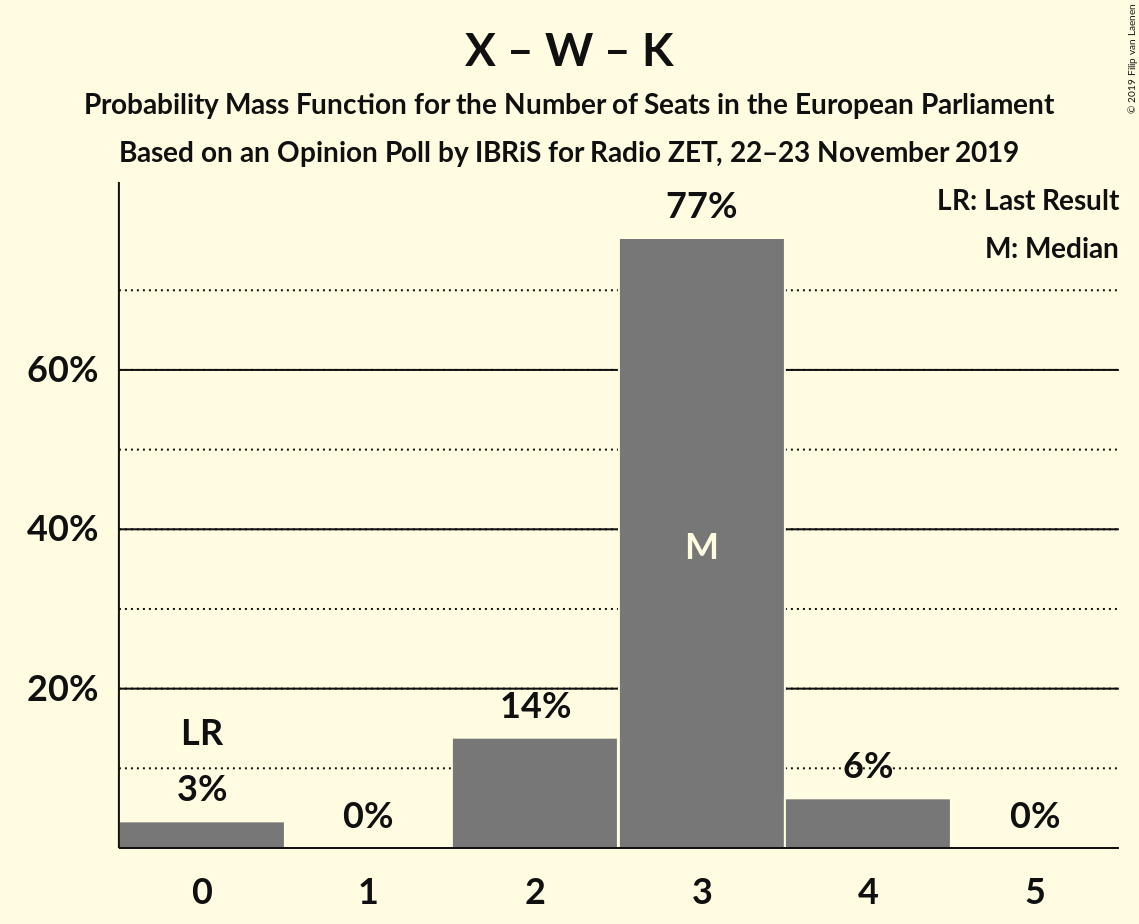 X – W – K
Probability Mass Function for the Number of Seats in the European Parliament
Based on an Opinion Poll by IBRiS for Radio ZET, 22–23 November 2019
© 2019 Filip van Laenen
LR: Last Result
M: Median
77%
60%
40%
20%
M
14%
LR
3%
0%
6%
0%
0 1 2 3 4 5